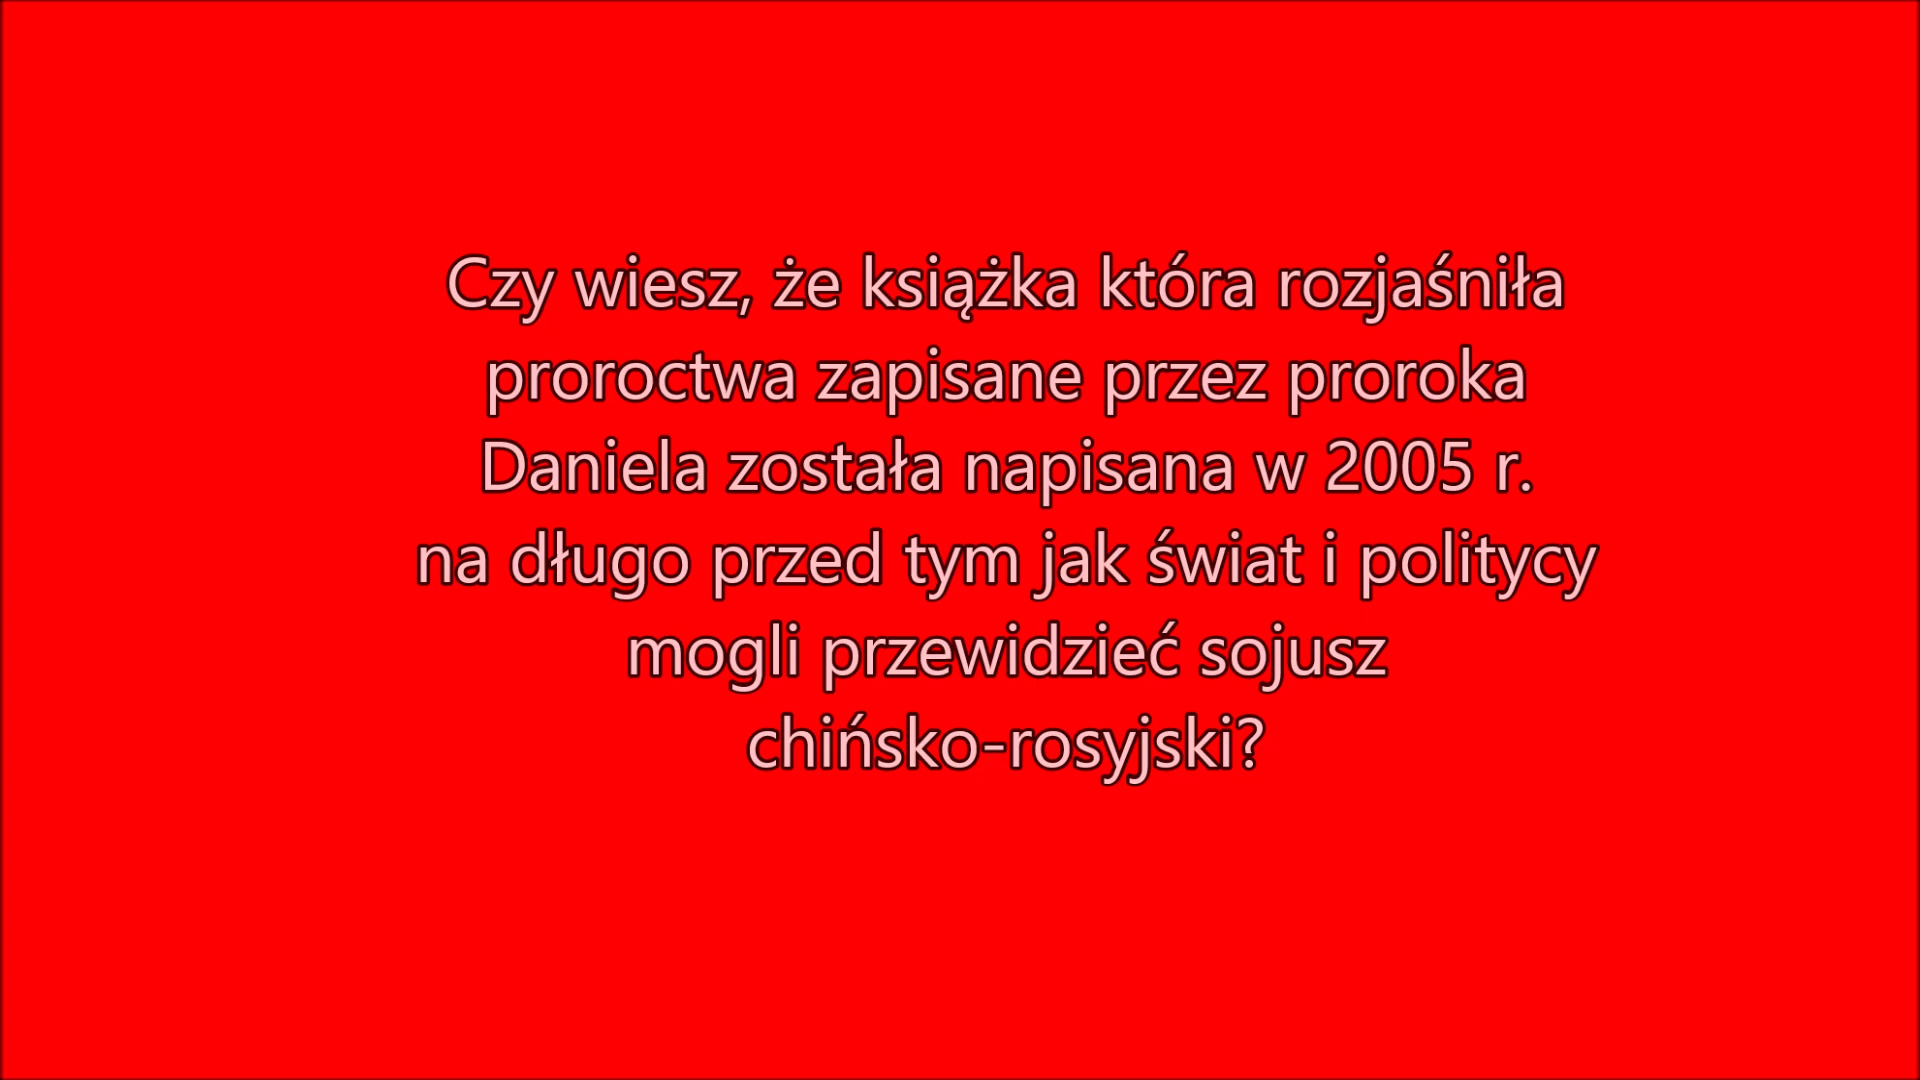 Czy wiesz, że książka która rozjaśniła
proroctwa zapisane przez proroka
Daniela została napisana w 2005 r.
na długo przed tym jak świat i politycy
mogli przewidzieć sojusz
chińsko-rosyjski?